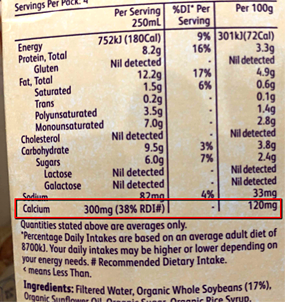 Servings Per Pack: 4
Per Serving 250mL %DI* Per Serving Per 100g
Energy 752kJ (180Cal) 9% 301kJ(72Cal)
Protein, Total 8.2g 16% 3.3g
Gluten Nil detected Nil detected
Fat, Total 12.2g 17% 4.9g
Saturated 1.5g 6% 0.6g
Trans 0.2g 0.1g
Polyunsaturated 3.5g 1.4g
Monounsaturated 7.0g 2.8g
Cholesterol Nil detected Nil detected
Carbohydrate 9.5g 3% 3.8g
Sugars 6.0g 7% 2.4g
Lactose Nil detected Nil detected
Galactose Nil detected Nil detected
Sodium 82mg 4% 33mg
Calcium 300mg (38% RDI#) - 120mg
Quantities stated above are averages only.
*Percentage Daily Intakes are based on an average adult diet of
8700kJ. Your daily intakes may be higher or lower depending on
your energy needs. # Recommended Dietary Intake.
< means Less Than.
Ingredients: Filtered Water, Organic Whole Soybeans (17%),
Organic Sunflower Oil, Organic Rice Syrup,